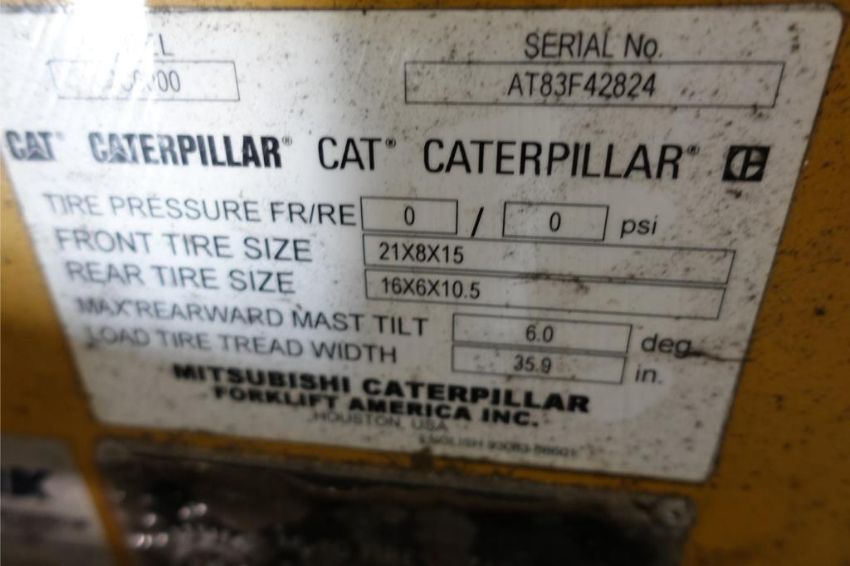 SERIAL No.
AT83F42824
CAT® CATERPILLAR® CAT® CATERPILLAR®
TIRE PRESSURE FR/RE 0 / 0 psi
FRONT TIRE SIZE 21X8X15
REAR TIRE SIZE 16X6X10.5
MAX REARWARD MAST TILT 6.0 deg.
LOAD TIRE TREAD WIDTH 35.9 in.
MITSUBISHI CATERPILLAR
FORKLIFT AMERICA INC.
HOUSTON, USA
ENGLISH